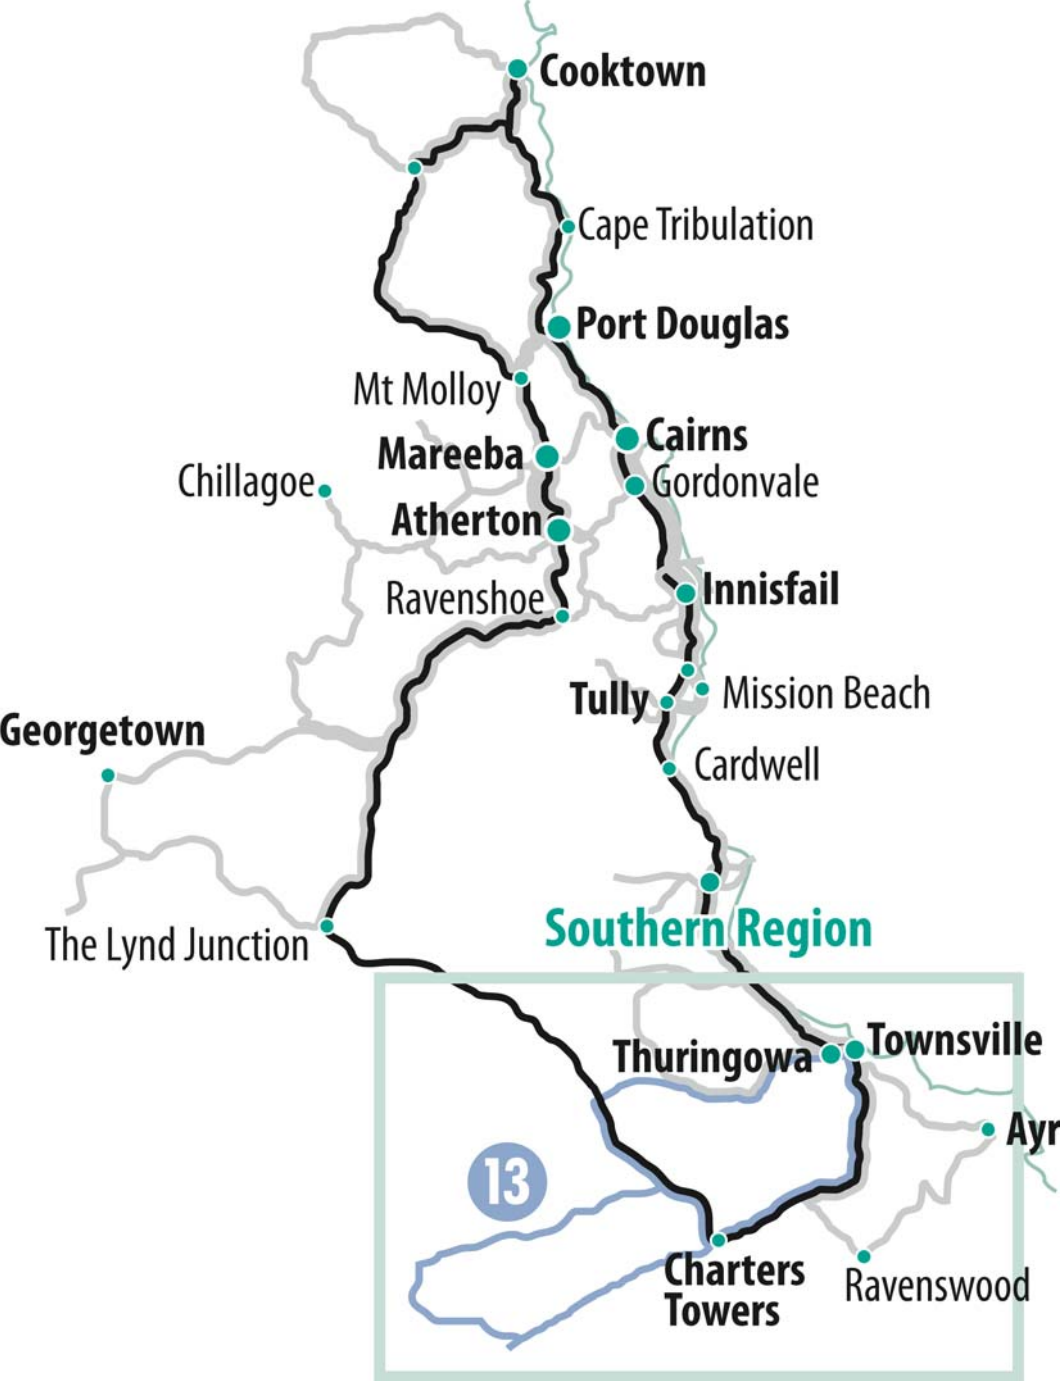 Cooktown
Cape Tribulation
Port Douglas
Mt Molloy
Cairns
Mareeba
Chillagoe
Gordonvale
Atherton
Innisfail
Ravenshoe
Tully
Mission Beach
Georgetown
Cardwell
Southern Region
The Lynd Junction
Townsville
Thuringowa
Ayr
13
Charters
Towers
Ravenswood